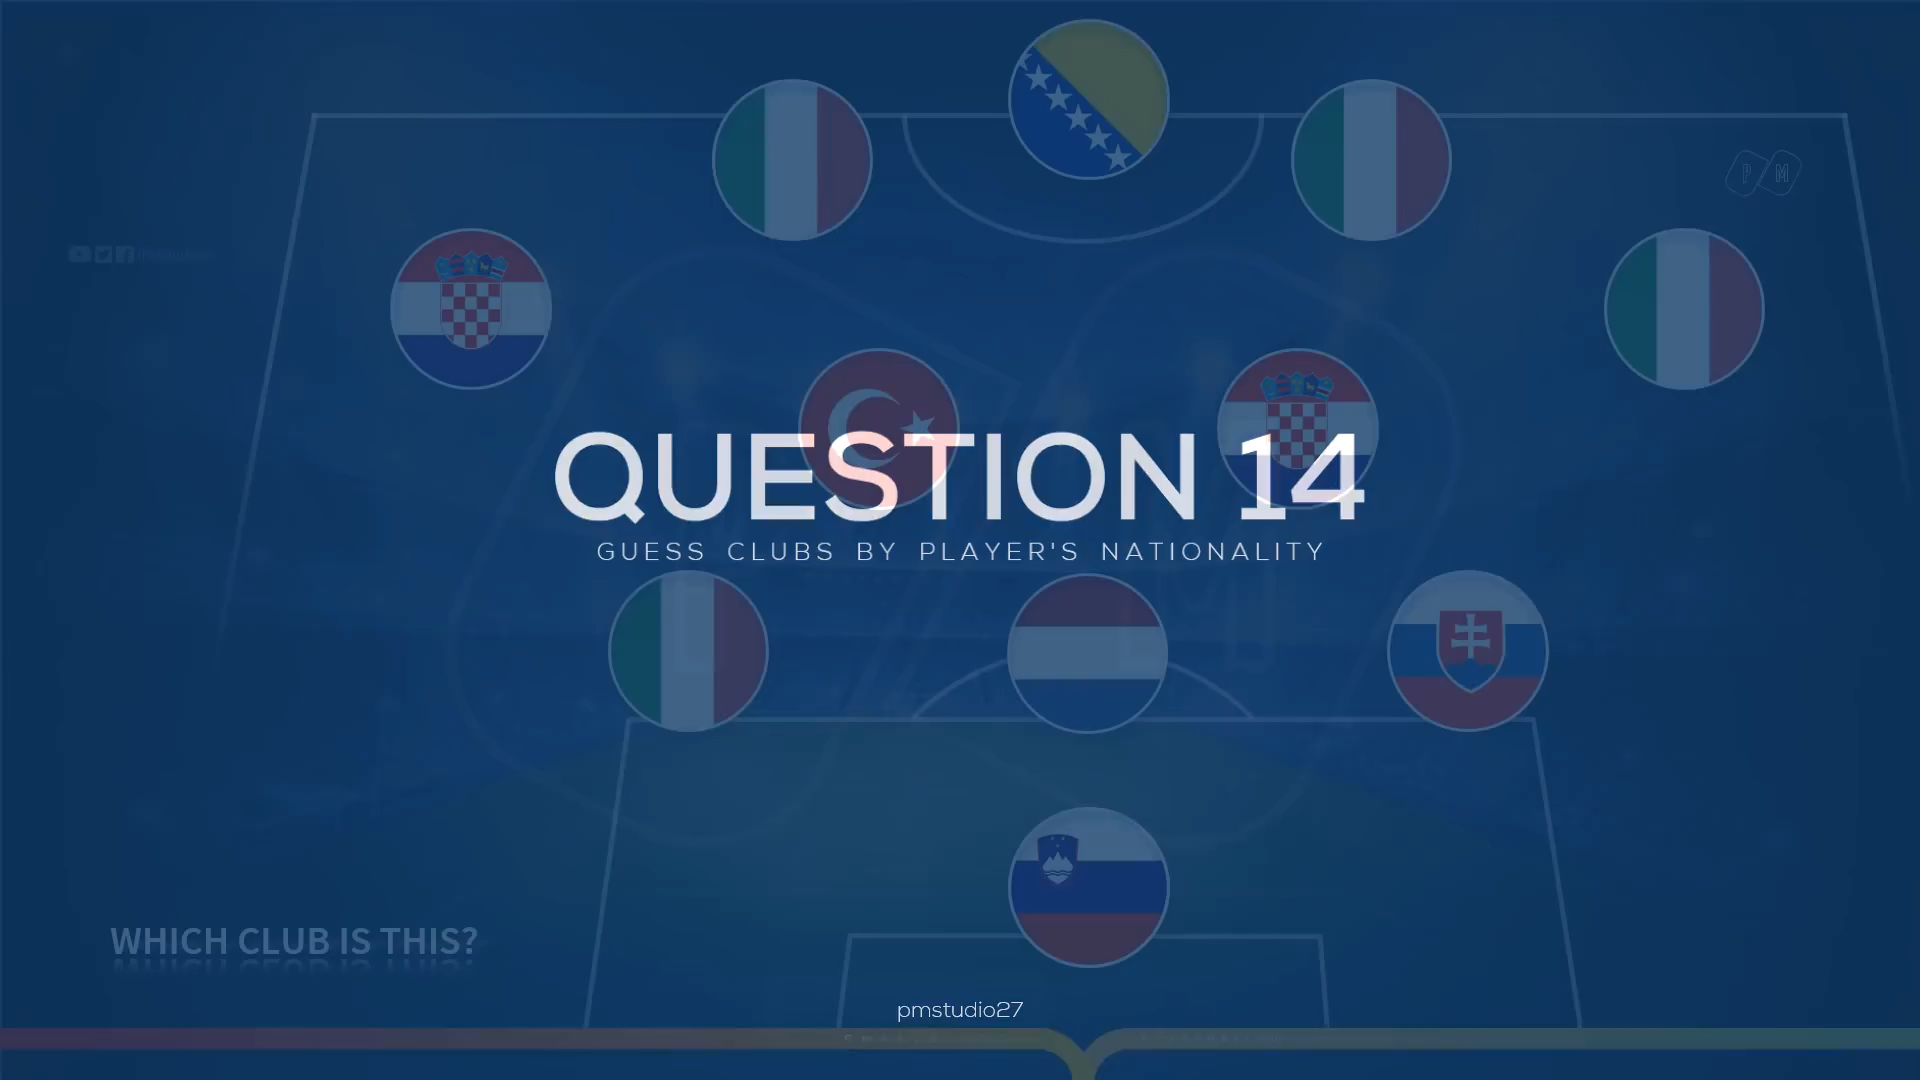 P M
QUESTION 14
GUESS CLUBS BY PLAYER'S NATIONALITY
WHICH CLUB IS THIS?
pmstudio27